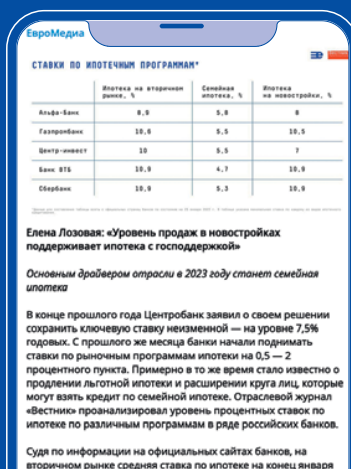 ЕвроМедиа
СТАВКИ ПО ИПОТЕЧНЫМ ПРОГРАММАМ*
Ипотека на вторичном рынке, % Семейная ипотека, % Ипотека на новостройки, %
Альфа-Банк 8,9 5,8 8
Газпромбанк 10,6 5,5 10,5
Центр-инвест 10 5,5 7
Банк ВТБ 10,9 4,7 10,9
Сбербанк 10,9 5,3 10,9
Елена Лозовая: «Уровень продаж в новостройках
поддерживает ипотека с господдержкой»
Основным драйвером отрасли в 2023 году станет семейная
ипотека
В конце прошлого года Центробанк заявил о своем решении
сохранить ключевую ставку неизменной — на уровне 7,5%
годовых. С прошлого же месяца банки начали поднимать
ставки по рыночным программам ипотеки на 0,5 — 2
процентного пункта. Примерно в то же время стало известно о
продлении льготной ипотеки и расширении круга лиц, которые
могут взять кредит по семейной ипотеке. Отраслевой журнал
«Вестник» проанализировал уровень процентных ставок по
ипотеке по различным программам в ряде российских банков.
Судя по информации на официальных сайтах банков, на
вторичном рынке средняя ставка по ипотеке на конец января